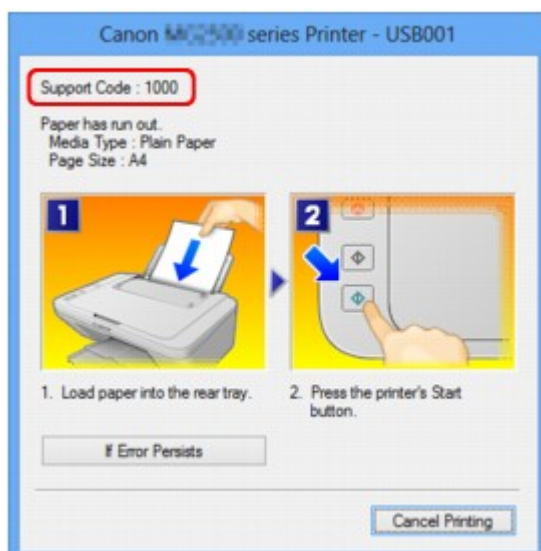 Canon series Printer - USB001
Support Code : 1000
Paper has run out.
Media Type : Plain Paper
Page Size : A4
1
2
1. Load paper into the rear tray.
2. Press the printer's Start
button.
If Error Persists
Cancel Printing